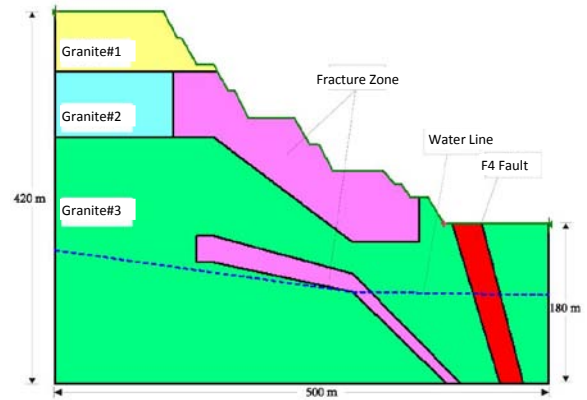 Granite#1
Fracture Zone
Granite#2
Water Line
F4 Fault
420 m
Granite#3
180 m
500 m